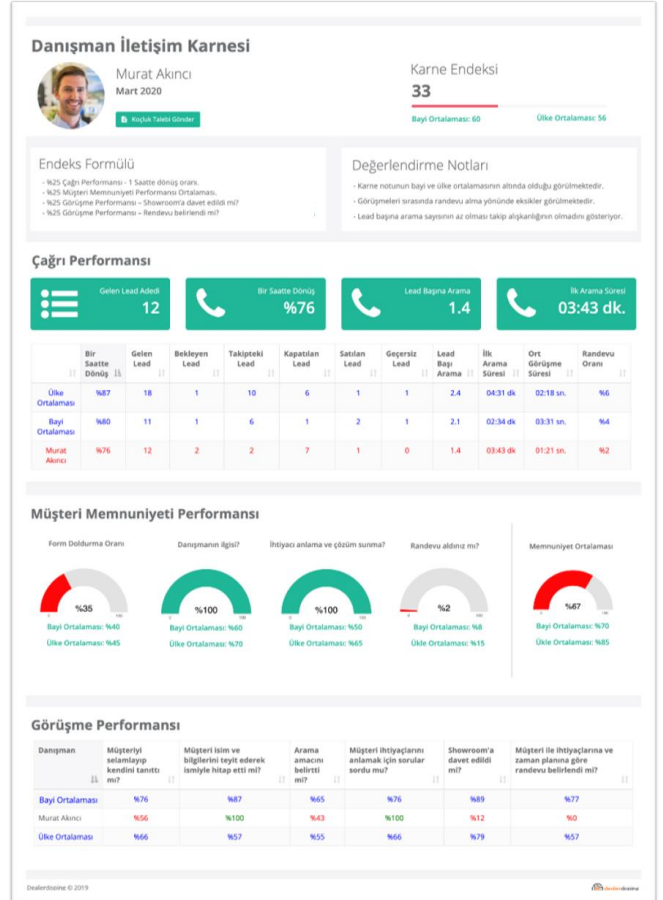 Danışman İletişim Karnesi
Murat Akıncı
Mart 2020
Koçluk Talebi Gönder
Karne Endeksi
33
Bayi Ortalaması: 60 Ülke Ortalaması: 56
Endeks Formülü
- %25 Çağrı Performansı - 1 Saatte dönüş oranı.
- %25 Müşteri Memnuniyeti Performansı Ortalaması.
- %25 Görüşme Performansı – Showroom'a davet edildi mi?
- %25 Görüşme Performansı – Rendevu belirlendi mi?
Değerlendirme Notları
- Karne notunun bayi ve ülke ortalamasının altında olduğu görülmektedir.
- Görüşmeleri sırasında randevu alma yönünde eksikler görülmektedir.
- Lead başına arama sayısının az olması takip alışkanlığının olmadını gösteriyor.
Çağrı Performansı
Gelen Lead Adedi
12
Bir Saatte Dönüş
%76
Lead Başına Arama
1.4
İlk Arama Süresi
03:43 dk.
Bir Saatte Dönüş Gelen Lead Bekleyen Lead Takipteki Lead Kapatılan Lead Satılan Lead Geçersiz Lead Lead Başı Arama İlk Arama Süresi Ort Görüşme Süresi Randevu Oranı
Ülke Ortalaması %87 18 1 10 6 1 1 2.4 04:31 dk 02:18 sn. %6
Bayi Ortalaması %80 11 1 6 1 2 1 2.1 02:34 dk 03:31 sn. %4
Murat Akıncı %76 12 2 2 7 1 0 1.4 03:43 dk 01:21 sn. %2
Müşteri Memnuniyeti Performansı
Form Doldurma Oranı
%35
0 100
Bayi Ortalaması: %40
Ülke Ortalaması: %45
Danışmanın ilgisi?
%100
0 100
Bayi Ortalaması: %60
Ülke Ortalaması: %70
İhtiyacı anlama ve çözüm sunma?
%100
0 100
Bayi Ortalaması: %50
Ülke Ortalaması: %65
Randevu aldınız mı?
%2
0 100
Bayi Ortalaması: %8
Ükle Ortalaması: %15
Memnuniyet Ortalaması
%67
0 100
Bayi Ortalaması: %70
Ükle Ortalaması: %85
Görüşme Performansı
Danışman Müşteriyi selamlayıp kendini tanıttı mı? Müşteri isim ve bilgilerini teyit ederek ismiyle hitap etti mi? Arama amacını belirtti mi? Müşteri ihtiyaçlarını anlamak için sorular sordu mu? Showroom'a davet edildi mi? Müşteri ile ihtiyaçlarına ve zaman planına göre randevu belirlendi mi?
Bayi Ortalaması %76 %87 %65 %76 %89 %77
Murat Akıncı %56 %100 %43 %100 %12 %0
Ülke Ortalaması %66 %57 %55 %66 %79 %57
Dealerdoping © 2019
dealerdoping